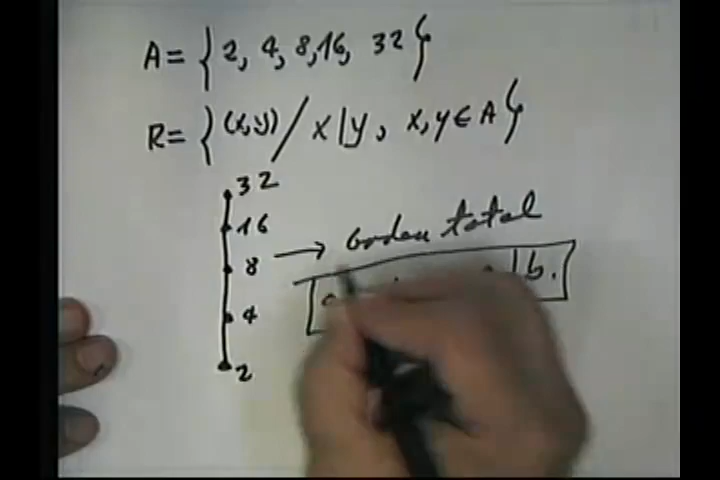 A = { 2, 4, 8, 16, 32 }
R = { (x,y) / x|y, x,y ∈ A }
32
16
8 → orden total
4
2
| b.